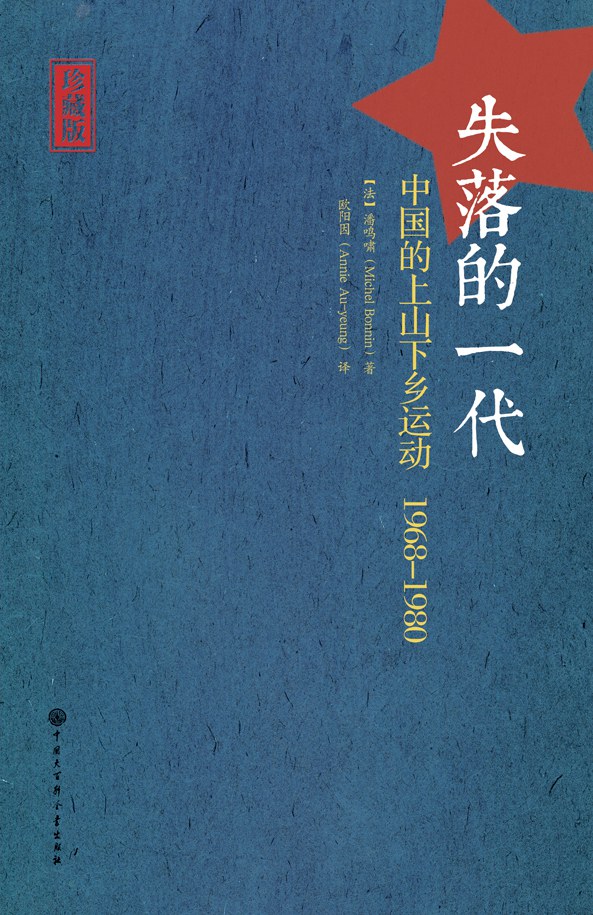 失落的一代
中国的上山下乡运动 1968-1980
【法】潘鸣啸（Michel Bonnin）著
欧阳因（Annie Au-yeung）译
珍藏版
中国大百科全书出版社